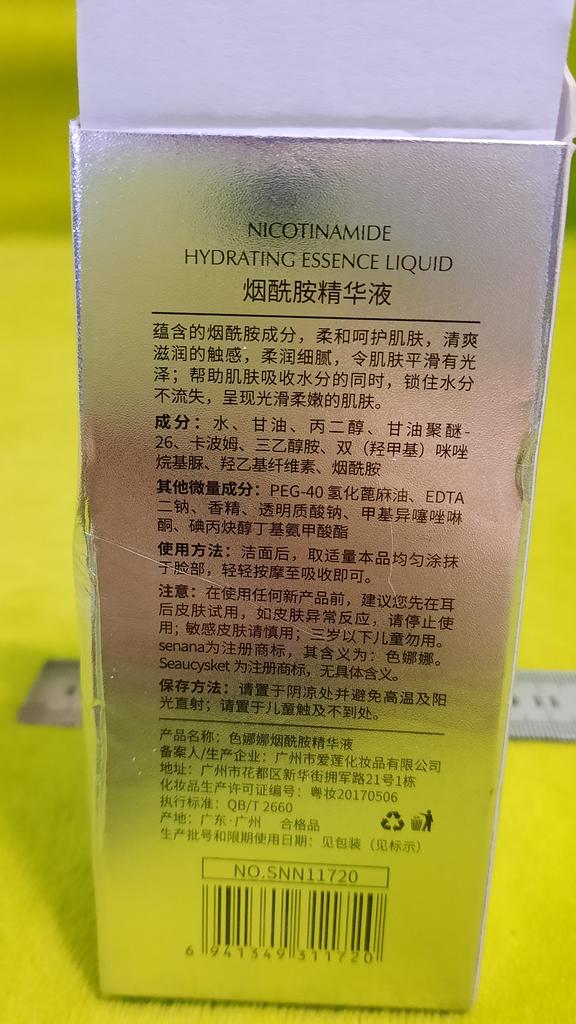 NICOTINAMIDE
HYDRATING ESSENCE LIQUID
烟酰胺精华液
蕴含的烟酰胺成分，柔和呵护肌肤，清爽
滋润的触感；柔润细腻，令肌肤平滑有光
泽；帮助肌肤吸收水分的同时，锁住水分
不流失，呈现光滑柔嫩的肌肤。
成分：水、甘油、丙二醇、甘油聚醚-
26、卡波姆、三乙醇胺、双（羟甲基）咪唑
烷基脲、羟乙基纤维素、烟酰胺
其他微量成分：PEG-40 氢化蓖麻油、EDTA
二钠、香精、透明质酸钠、甲基异噻唑啉
酮、碘丙炔醇丁基氨甲酸酯
使用方法：洁面后，取适量本品均匀涂抹
于脸部，轻轻按摩至吸收即可。
注意：在使用任何新产品前，建议您先在耳
后皮肤试用，如皮肤异常反应，请停止使
用；敏感皮肤请慎用；三岁以下儿童勿用。
senana为注册商标，其含义为：色娜娜。
Seaucysket 为注册商标，无具体含义。
保存方法：请置于阴凉处并避免高温及阳
光直射；请置于儿童触及不到处。
产品名称：色娜娜烟酰胺精华液
备案人/生产企业：广州市爱莲化妆品有限公司
地址：广州市花都区新华街拥军路21号1栋
化妆品生产许可证编号：粤妆20170506
执行标准：QB/T 2660
产地：广东·广州 合格品
生产批号和限期使用日期：见包装（见标示）
NO.SNN11720
6 941349 311720